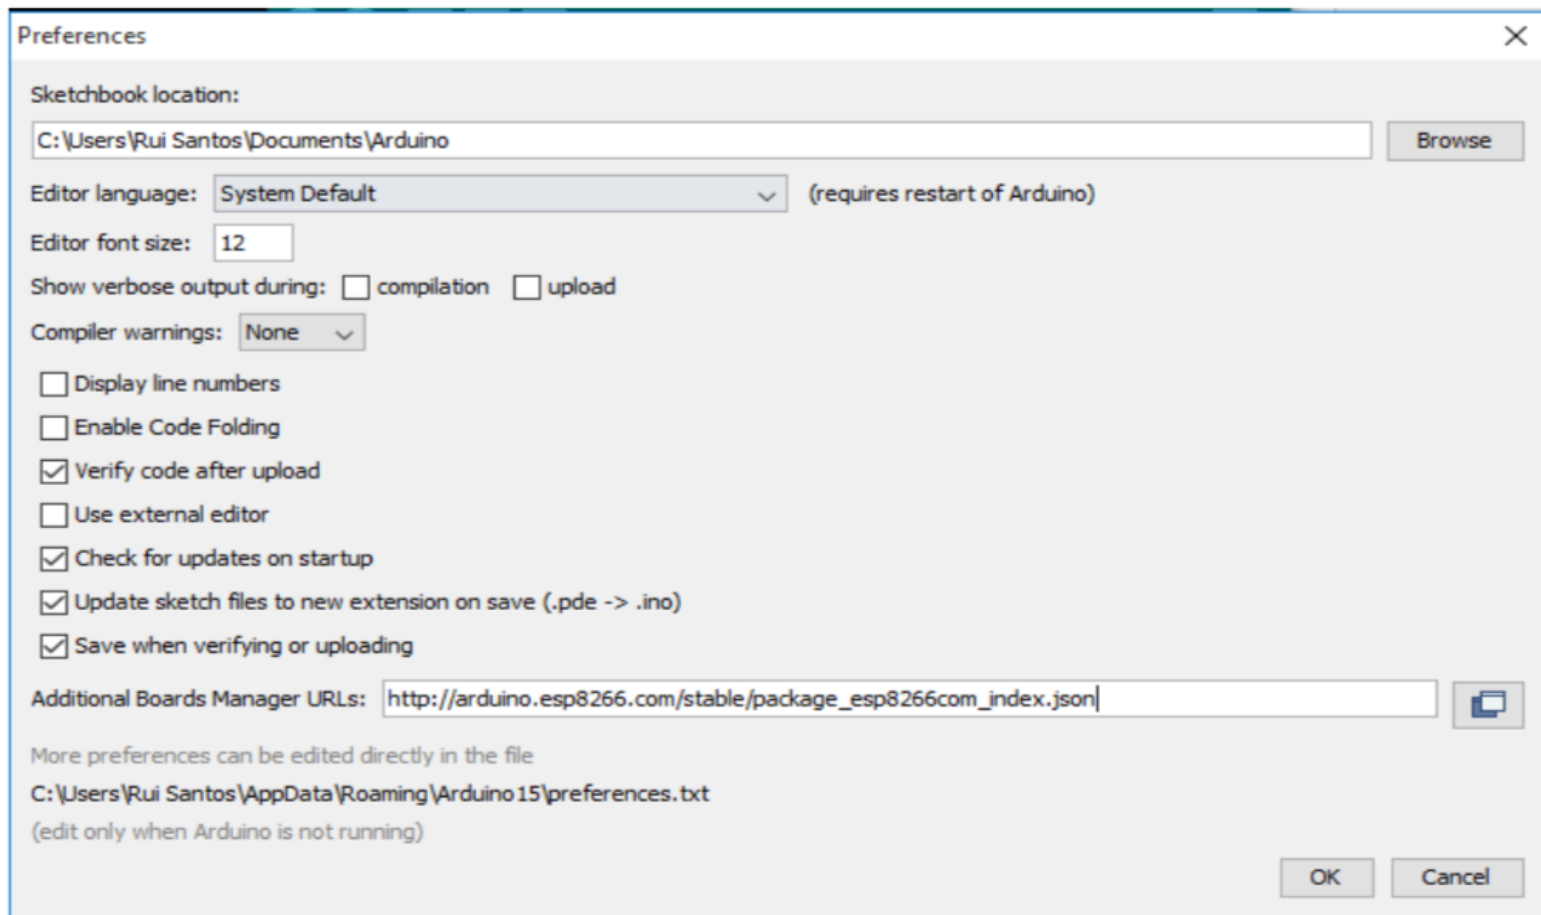 Preferences
Sketchbook location:
C:\Users\Rui Santos\Documents\Arduino Browse
Editor language: System Default (requires restart of Arduino)
Editor font size: 12
Show verbose output during: compilation upload
Compiler warnings: None
Display line numbers
Enable Code Folding
Verify code after upload
Use external editor
Check for updates on startup
Update sketch files to new extension on save (.pde -> .ino)
Save when verifying or uploading
Additional Boards Manager URLs: http://arduino.esp8266.com/stable/package_esp8266com_index.json
More preferences can be edited directly in the file
C:\Users\Rui Santos\AppData\Roaming\Arduino15\preferences.txt
(edit only when Arduino is not running)
OK Cancel